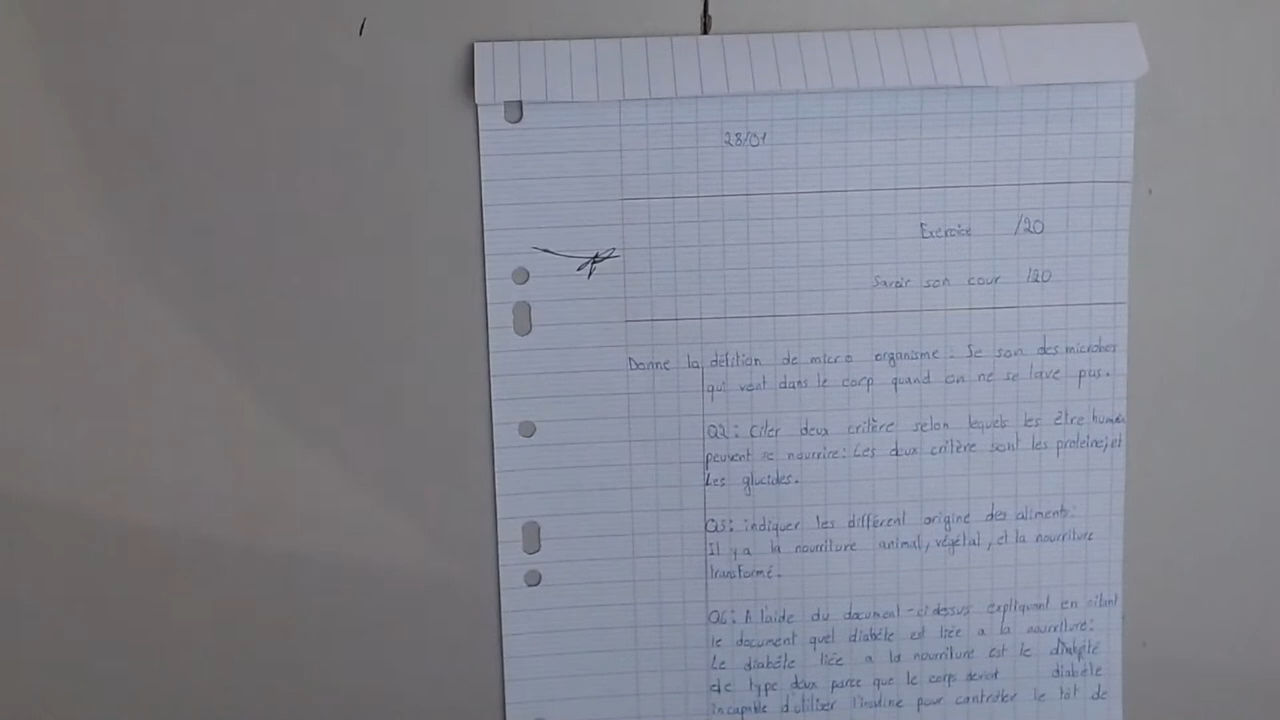 28/01
Exercice /20
Savoir son cour /20
Donne la défition de micro organisme : Se son des microbes
qui vont dans le corp quand on ne se lave pas.
Q2 : Citer deux critère selon lequels les être humain
peuvent se nourrire : Les deux critère sont les proteine, et
Les glucides.
Q5 : indiquer les différent origine des aliments :
Il y a la nourriture animal, végétal, et la nourriture
transformé.
Q6 : A l'aide du document-ci dessus expliquant en citant
le document quel diabète est liée a la nourriture :
Le diabète liée a la nourriture est le diabète
de type deux parce que le corps devient diabète
incapable d'utiliser l'insuline pour contrôler le tôt de